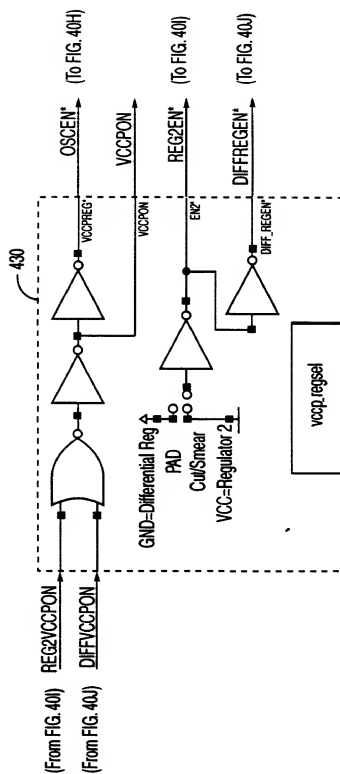 430
(From FIG. 40I) REG2VCCPON
(From FIG. 40J) DIFFVCCPON
VCCPREG* OSCEN* (To FIG. 40H)
VCCPON VCCPON
GND=Differential Reg
PAD
Cut/Smear
VCC=Regulator 2
EN2* REG2EN* (To FIG. 40I)
DIFF_REGEN* DIFFREGEN* (To FIG. 40J)
vccp_regsel